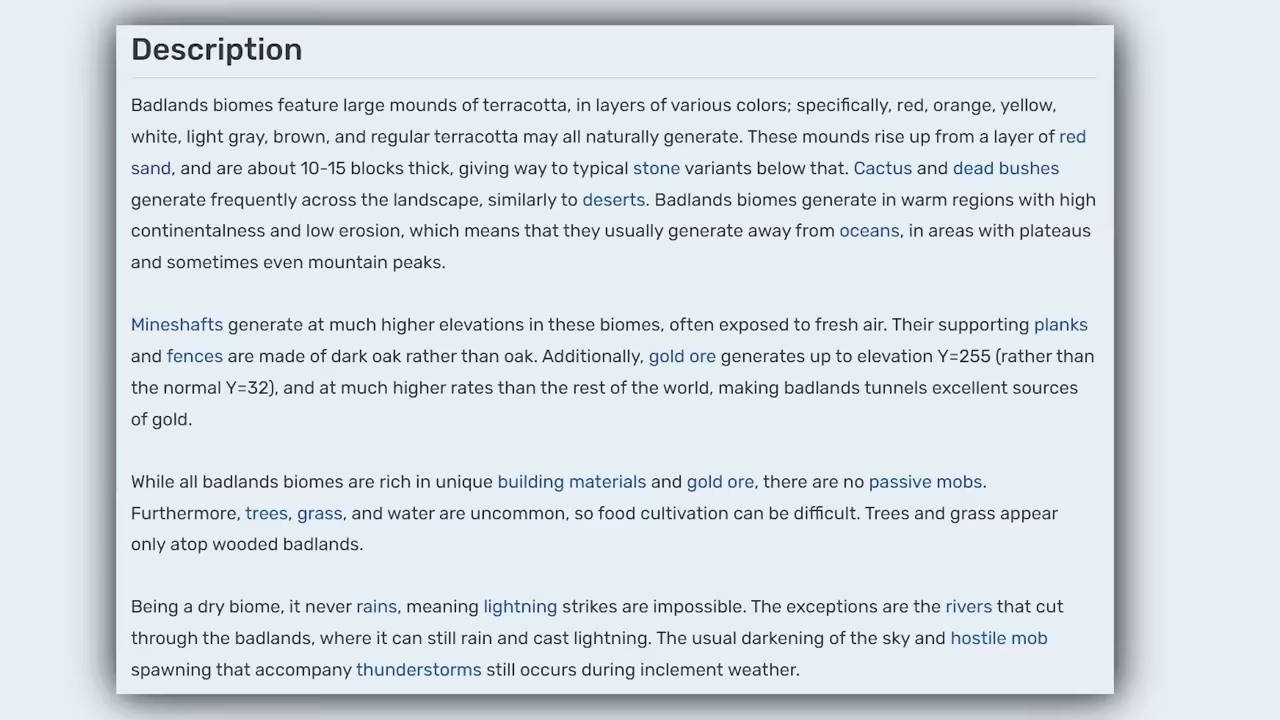 Description
Badlands biomes feature large mounds of terracotta, in layers of various colors; specifically, red, orange, yellow,
white, light gray, brown, and regular terracotta may all naturally generate. These mounds rise up from a layer of red
sand, and are about 10-15 blocks thick, giving way to typical stone variants below that. Cactus and dead bushes
generate frequently across the landscape, similarly to deserts. Badlands biomes generate in warm regions with high
continentalness and low erosion, which means that they usually generate away from oceans, in areas with plateaus
and sometimes even mountain peaks.
Mineshafts generate at much higher elevations in these biomes, often exposed to fresh air. Their supporting planks
and fences are made of dark oak rather than oak. Additionally, gold ore generates up to elevation Y=255 (rather than
the normal Y=32), and at much higher rates than the rest of the world, making badlands tunnels excellent sources
of gold.
While all badlands biomes are rich in unique building materials and gold ore, there are no passive mobs.
Furthermore, trees, grass, and water are uncommon, so food cultivation can be difficult. Trees and grass appear
only atop wooded badlands.
Being a dry biome, it never rains, meaning lightning strikes are impossible. The exceptions are the rivers that cut
through the badlands, where it can still rain and cast lightning. The usual darkening of the sky and hostile mob
spawning that accompany thunderstorms still occurs during inclement weather.